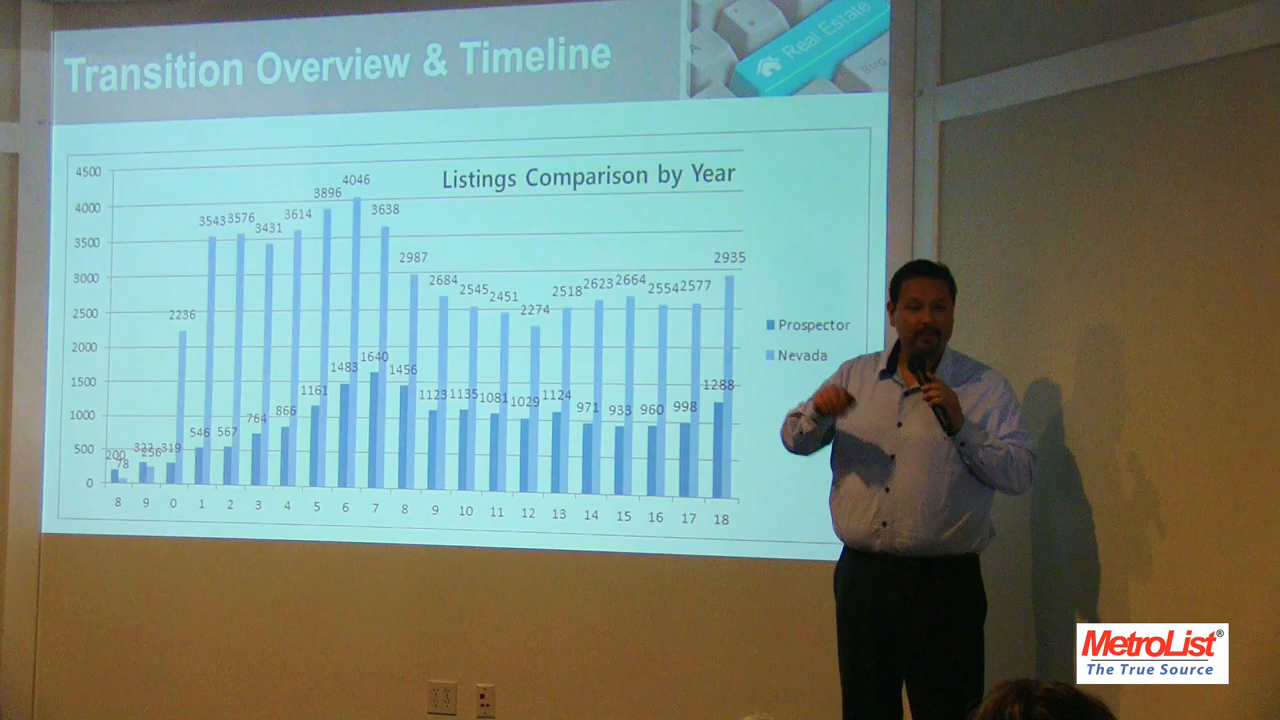 Transition Overview & Timeline
Real Estate
Listings Comparison by Year
4500
4000
3500
3000
2500
2000
1500
1000
500
0
200 322 319 546 567 764 866 1161 1483 1640 1456 1123 1135 1081 1029 1124 971 933 960 998 1288
78 256 2236 3543 3576 3431 3614 3896 4046 3638 2987 2684 2545 2451 2274 2518 2623 2664 2554 2577 2935
8 9 0 1 2 3 4 5 6 7 8 9 10 11 12 13 14 15 16 17 18
Prospector
Nevada
MetroList®
The True Source